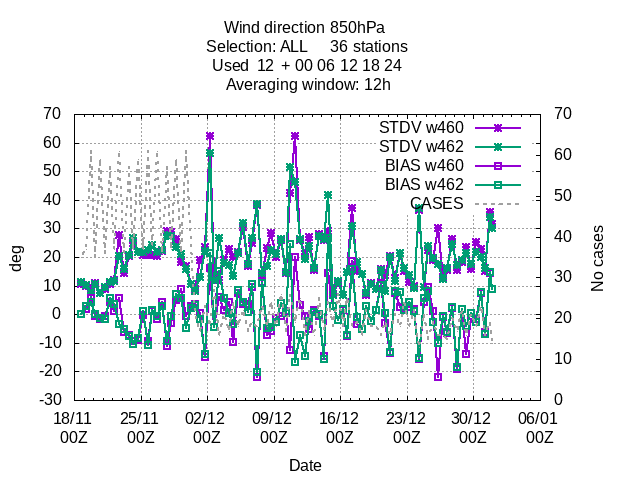 Wind direction 850hPa
Selection: ALL     36 stations
Used  12  + 00 06 12 18 24
Averaging window: 12h
70
60
50
40
30
20
10
0
-10
-20
-30
deg
STDV w460
STDV w462
BIAS w460
BIAS w462
CASES
70
60
50
40
30
20
10
0
No cases
18/11 25/11 02/12 09/12 16/12 23/12 30/12 06/01
00Z 00Z 00Z 00Z 00Z 00Z 00Z 00Z
Date